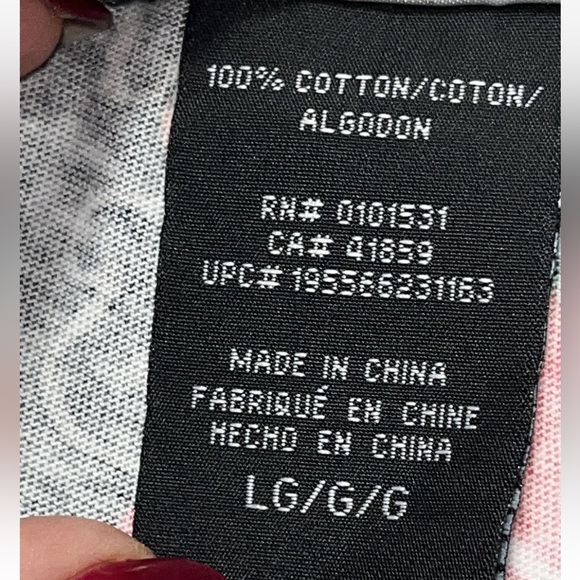 100% COTTON/COTON/
ALGODON
RN# 0101531
CA# 41859
UPC# 195586231163
MADE IN CHINA
FABRIQUÉ EN CHINE
HECHO EN CHINA
LG/G/G